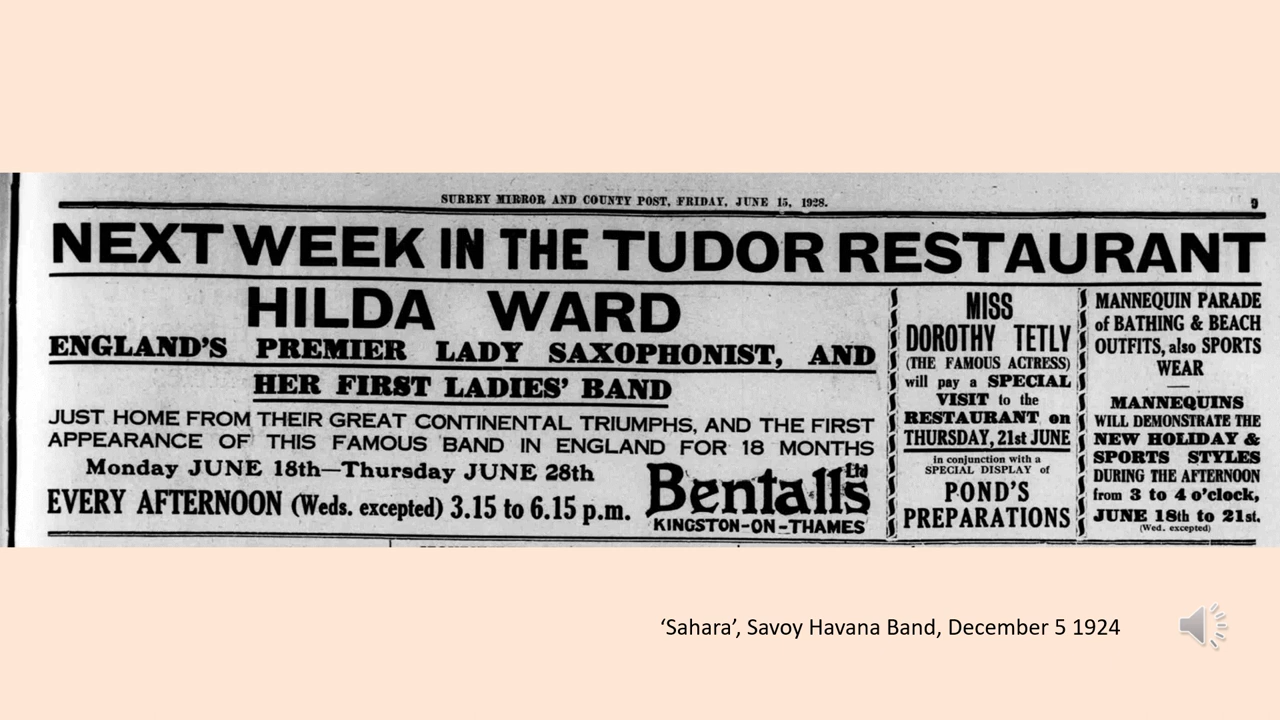 SURREY MIRROR AND COUNTY POST, FRIDAY, JUNE 15, 1928.
9
NEXT WEEK IN THE TUDOR RESTAURANT
HILDA WARD
ENGLAND'S PREMIER LADY SAXOPHONIST, AND
HER FIRST LADIES' BAND
JUST HOME FROM THEIR GREAT CONTINENTAL TRIUMPHS, AND THE FIRST
APPEARANCE OF THIS FAMOUS BAND IN ENGLAND FOR 18 MONTHS
Monday JUNE 18th—Thursday JUNE 28th
EVERY AFTERNOON (Weds. excepted) 3.15 to 6.15 p.m.
Bentalls Ltd
KINGSTON-ON-THAMES
MISS
DOROTHY TETLY
(THE FAMOUS ACTRESS)
will pay a SPECIAL
VISIT to the
RESTAURANT on
THURSDAY, 21st JUNE
in conjunction with a
SPECIAL DISPLAY of
POND'S
PREPARATIONS
MANNEQUIN PARADE
of BATHING & BEACH
OUTFITS, also SPORTS
WEAR
MANNEQUINS
WILL DEMONSTRATE THE
NEW HOLIDAY &
SPORTS STYLES
DURING THE AFTERNOON
from 3 to 4 o'clock,
JUNE 18th to 21st.
(Wed. excepted)
‘Sahara’, Savoy Havana Band, December 5 1924